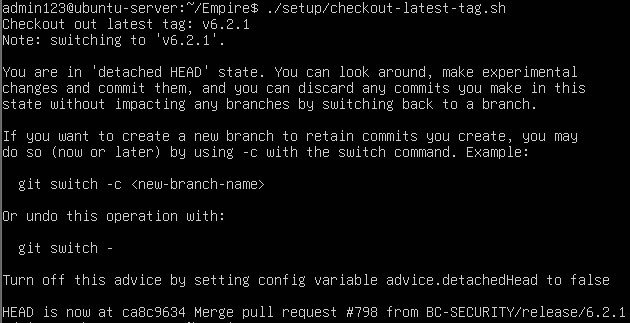 admin123@ubuntu-server:~/Empire$ ./setup/checkout-latest-tag.sh
Checkout out latest tag: v6.2.1
Note: switching to 'v6.2.1'.
You are in 'detached HEAD' state. You can look around, make experimental
changes and commit them, and you can discard any commits you make in this
state without impacting any branches by switching back to a branch.
If you want to create a new branch to retain commits you create, you may
do so (now or later) by using -c with the switch command. Example:
git switch -c <new-branch-name>
Or undo this operation with:
git switch -
Turn off this advice by setting config variable advice.detachedHead to false
HEAD is now at ca8c9634 Merge pull request #798 from BC-SECURITY/release/6.2.1